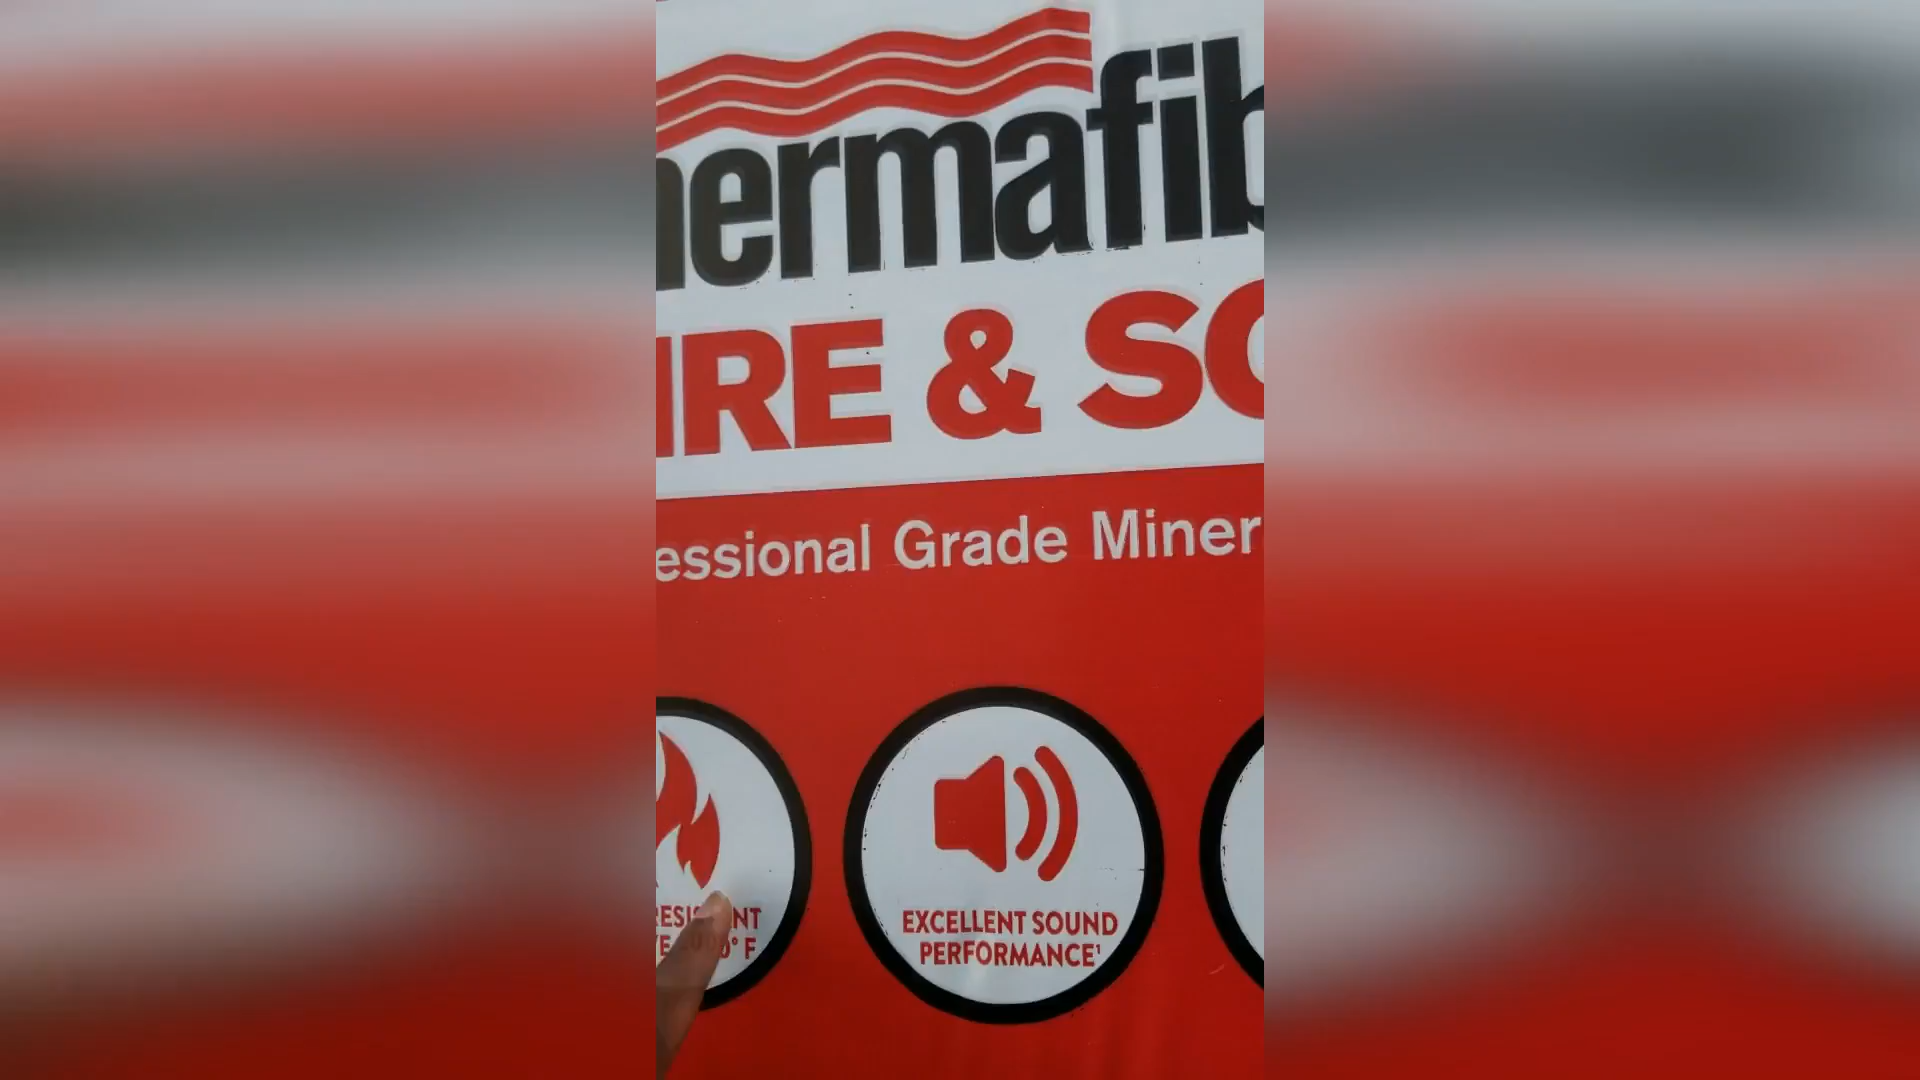 hermafib
IRE & SO
essional Grade Miner
EXCELLENT SOUND
PERFORMANCE¹
° F